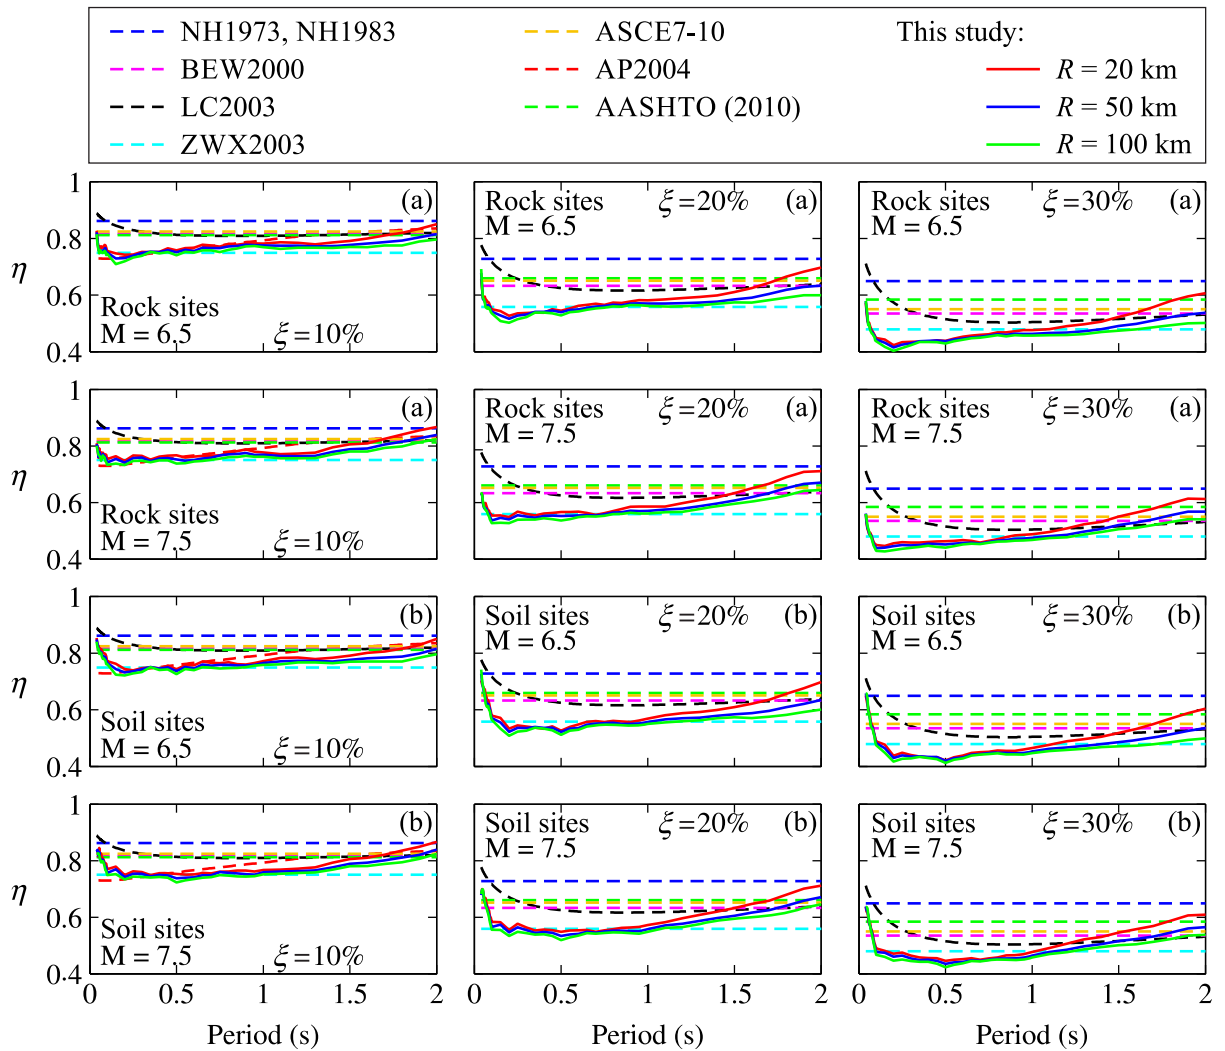 NH1973, NH1983
BEW2000
LC2003
ZWX2003
ASCE7-10
AP2004
AASHTO (2010)
This study:
R = 20 km
R = 50 km
R = 100 km
1
0.8
0.6
0.4
η
(a)
Rock sites
M = 6.5
ξ=10%
Rock sites
M = 6.5
ξ=20%
(a)
Rock sites
M = 6.5
ξ=30%
(a)
1
0.8
0.6
0.4
η
(a)
Rock sites
M = 7.5
ξ=10%
Rock sites
M = 7.5
ξ=20%
(a)
Rock sites
M = 7.5
ξ=30%
(a)
1
0.8
0.6
0.4
η
(b)
Soil sites
M = 6.5
ξ=10%
Soil sites
M = 6.5
ξ=20%
(b)
Soil sites
M = 6.5
ξ=30%
(b)
1
0.8
0.6
0.4
η
(b)
Soil sites
M = 7.5
ξ=10%
Soil sites
M = 7.5
ξ=20%
(b)
Soil sites
M = 7.5
ξ=30%
(b)
0 0.5 1 1.5 2
0 0.5 1 1.5 2
0 0.5 1 1.5 2
Period (s)
Period (s)
Period (s)